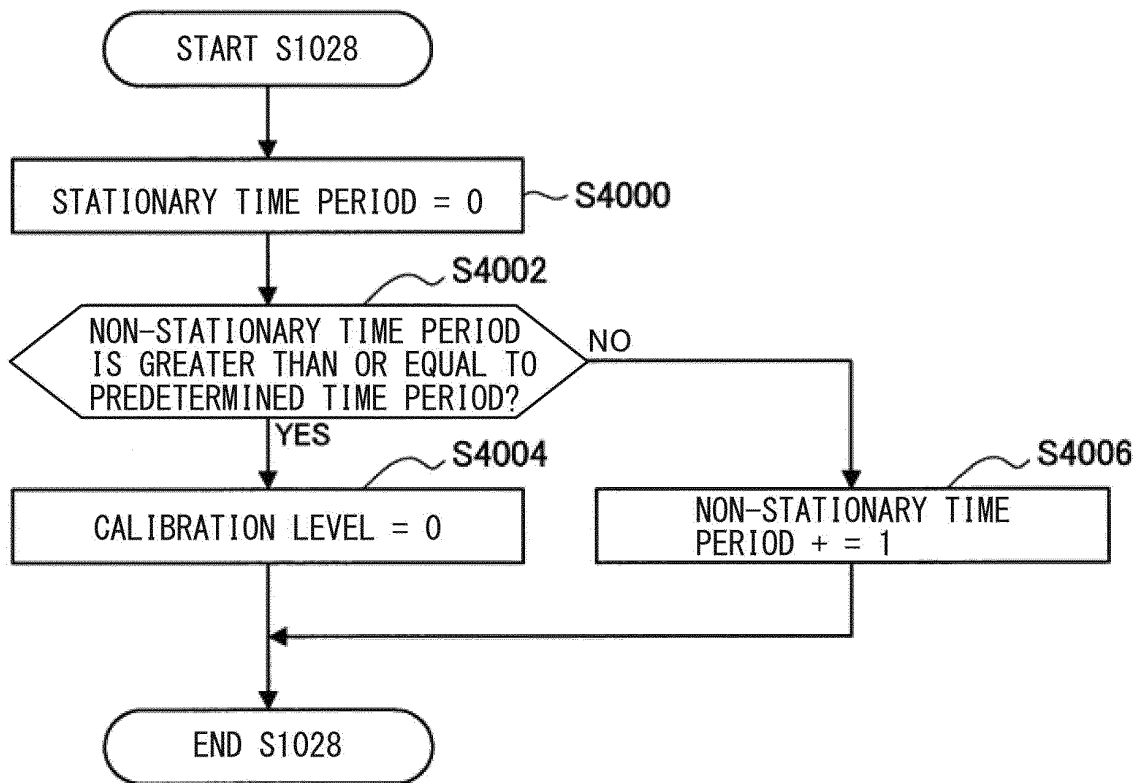 START S1028
STATIONARY TIME PERIOD = 0
S4000
S4002
NON-STATIONARY TIME PERIOD
IS GREATER THAN OR EQUAL TO
PREDETERMINED TIME PERIOD?
NO
YES
S4004
CALIBRATION LEVEL = 0
S4006
NON-STATIONARY TIME
PERIOD + = 1
END S1028